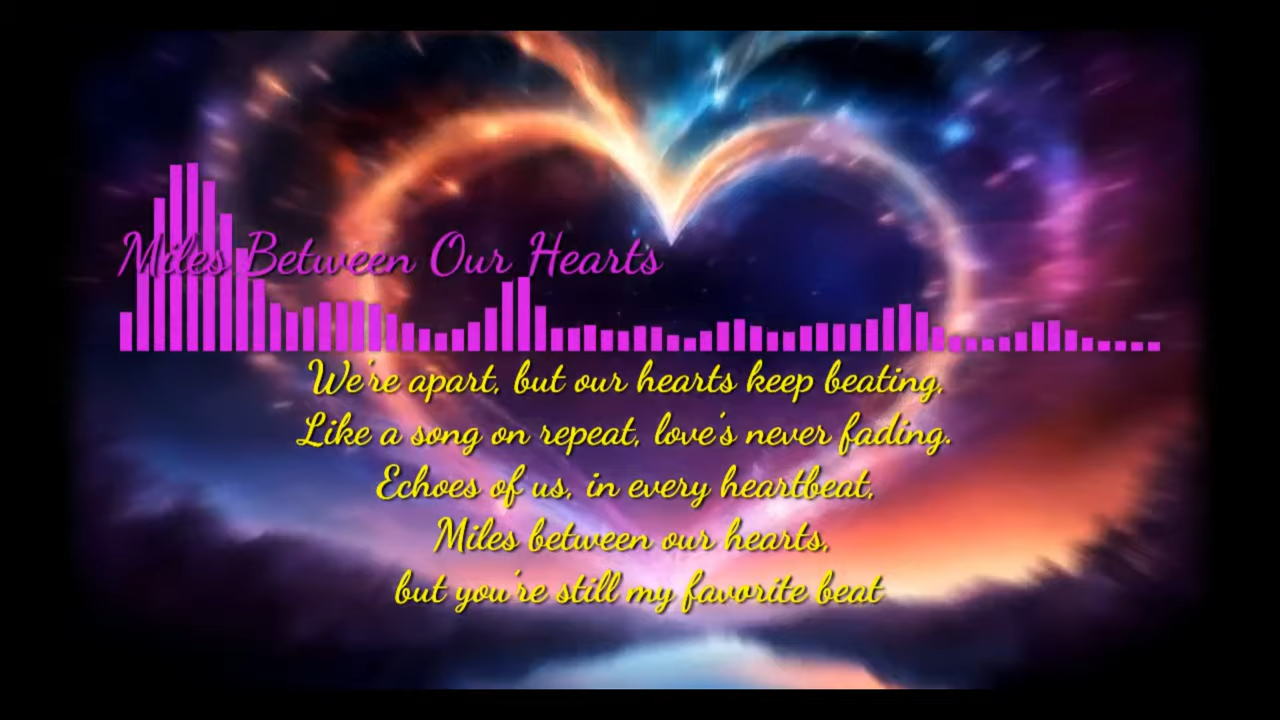 Miles Between Our Hearts
We're apart, but our hearts keep beating,
Like a song on repeat, love's never fading.
Echoes of us, in every heartbeat,
Miles between our hearts,
but you're still my favorite beat